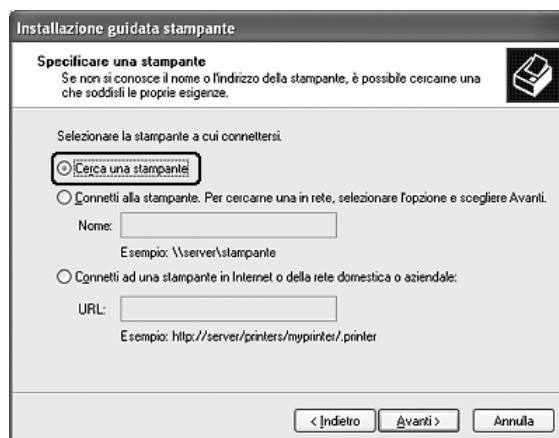 Installazione guidata stampante
Specificare una stampante
Se non si conosce il nome o l'indirizzo della stampante, è possibile cercarne una
che soddisfi le proprie esigenze.
Selezionare la stampante a cui connettersi.
Cerca una stampante
Connetti alla stampante. Per cercarne una in rete, selezionare l'opzione e scegliere Avanti.
Nome:
Esempio: \\server\stampante
Connetti ad una stampante in Internet o della rete domestica o aziendale:
URL:
Esempio: http://server/printers/myprinter/.printer
< Indietro
Avanti >
Annulla